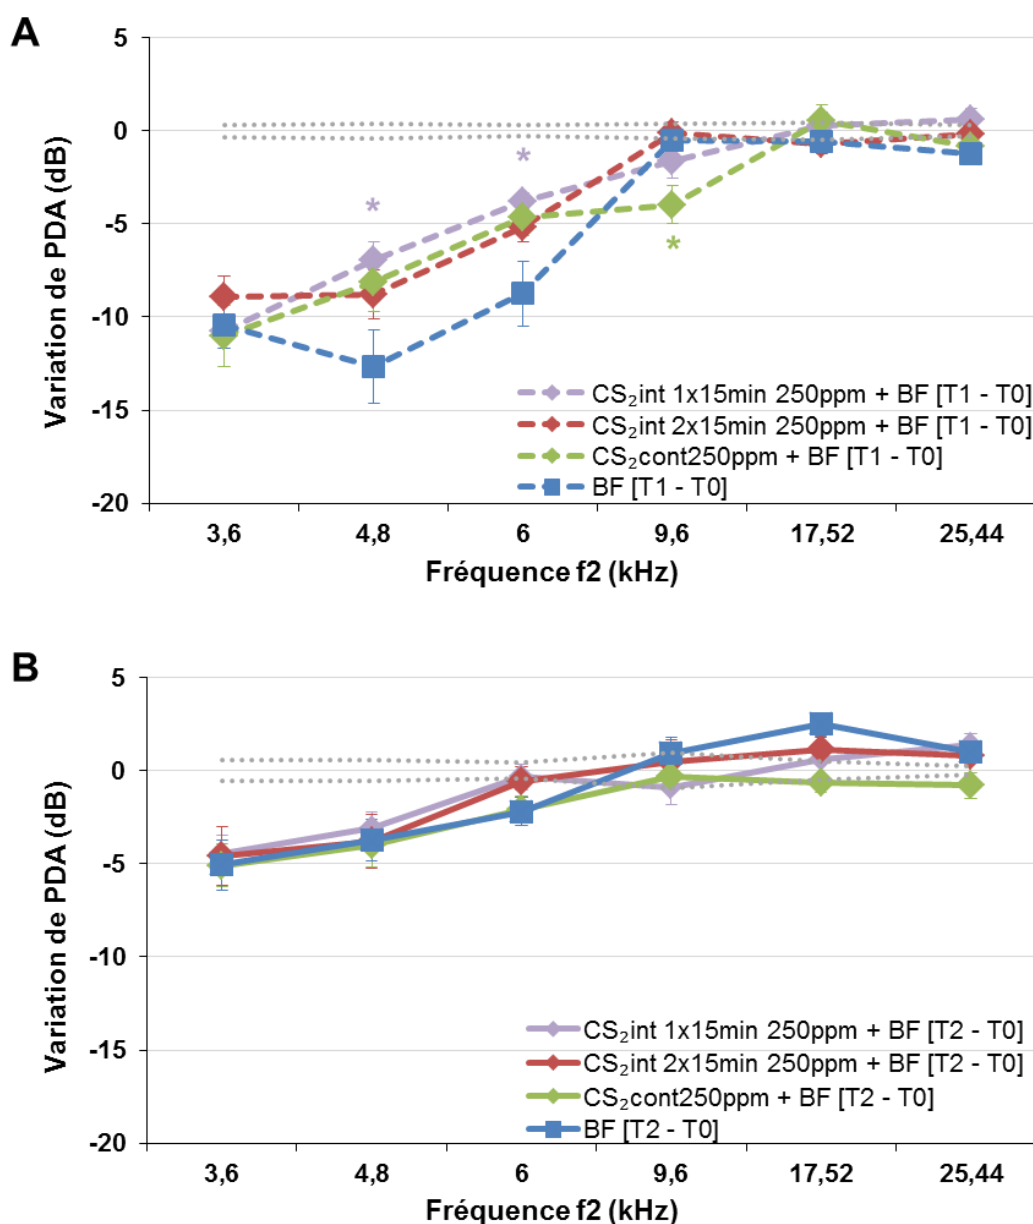 A
Variation de PDA (dB)
5
0
-5
-10
-15
-20
*
*
*
CS₂int 1x15min 250ppm + BF [T1 - T0]
CS₂int 2x15min 250ppm + BF [T1 - T0]
CS₂cont250ppm + BF [T1 - T0]
BF [T1 - T0]
3,6 4,8 6 9,6 17,52 25,44
Fréquence f2 (kHz)
B
Variation de PDA (dB)
5
0
-5
-10
-15
-20
CS₂int 1x15min 250ppm + BF [T2 - T0]
CS₂int 2x15min 250ppm + BF [T2 - T0]
CS₂cont250ppm + BF [T2 - T0]
BF [T2 - T0]
3,6 4,8 6 9,6 17,52 25,44
Fréquence f2 (kHz)